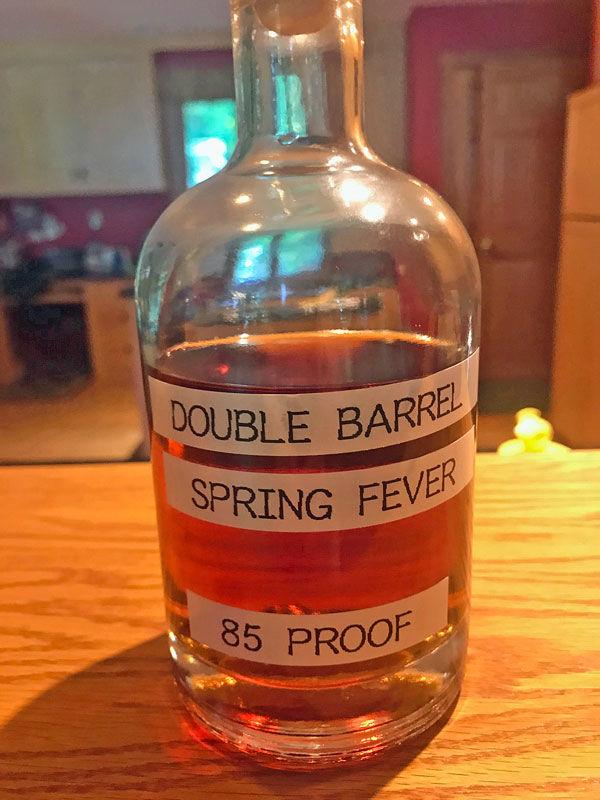 DOUBLE BARREL
SPRING FEVER
85 PROOF